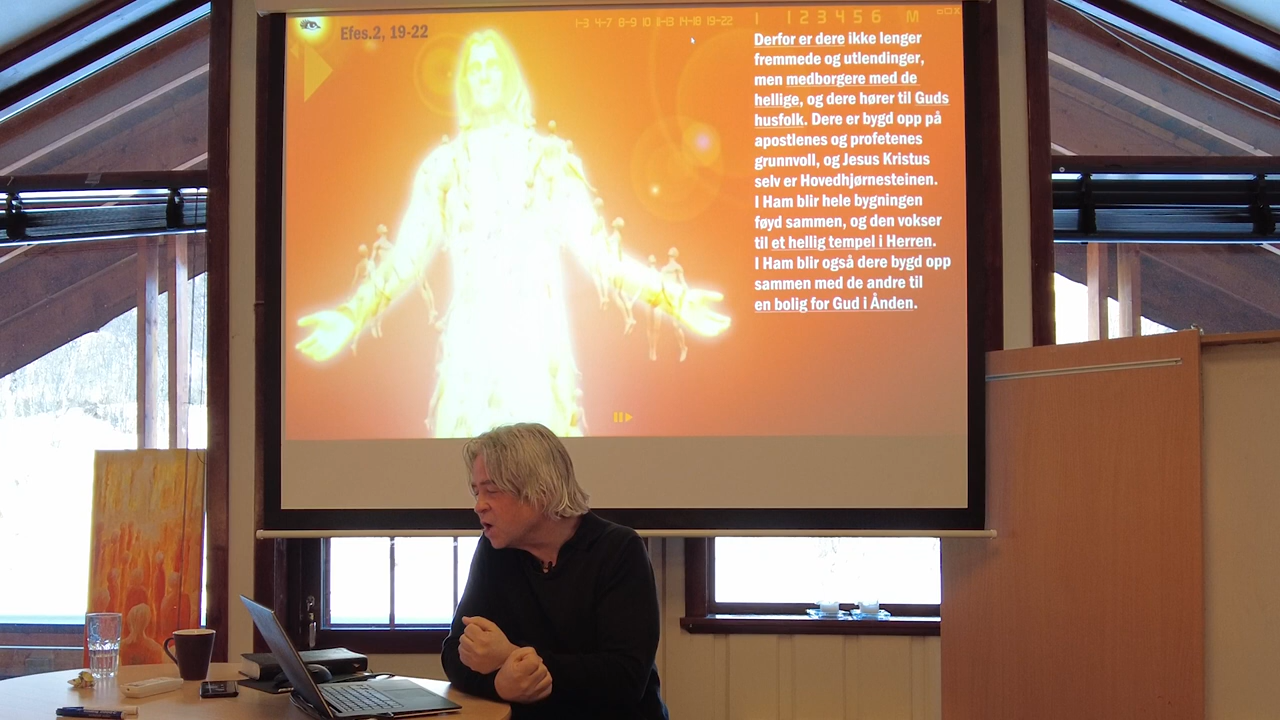 Efes.2, 19-22
1-3 4-7 8-9 10 11-13 14-18 19-22
1 1 2 3 4 5 6 M
Derfor er dere ikke lenger
fremmede og utlendinger,
men medborgere med de
hellige, og dere hører til Guds
husfolk. Dere er bygd opp på
apostlenes og profetenes
grunnvoll, og Jesus Kristus
selv er Hovedhjørnesteinen.
I Ham blir hele bygningen
føyd sammen, og den vokser
til et hellig tempel i Herren.
I Ham blir også dere bygd opp
sammen med de andre til
en bolig for Gud i Ånden.